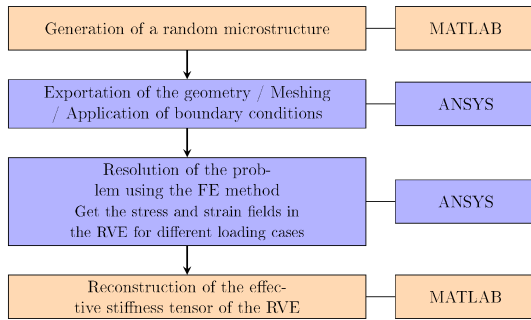 Generation of a random microstructure
MATLAB
Exportation of the geometry / Meshing
/ Application of boundary conditions
ANSYS
Resolution of the prob-
lem using the FE method
Get the stress and strain fields in
the RVE for different loading cases
ANSYS
Reconstruction of the effec-
tive stiffness tensor of the RVE
MATLAB